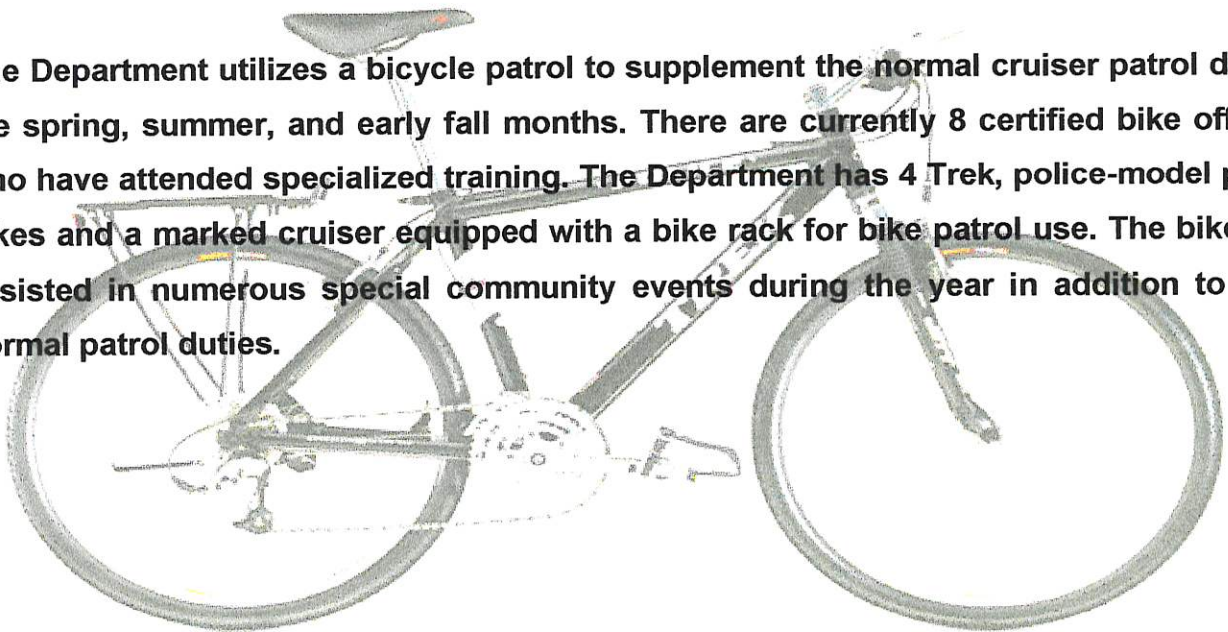 e Department utilizes a bicycle patrol to supplement the normal cruiser patrol d
e spring, summer, and early fall months. There are currently 8 certified bike off
no have attended specialized training. The Department has 4 Trek, police-model p
kes and a marked cruiser equipped with a bike rack for bike patrol use. The bike
sisted in numerous special community events during the year in addition to
ormal patrol duties.